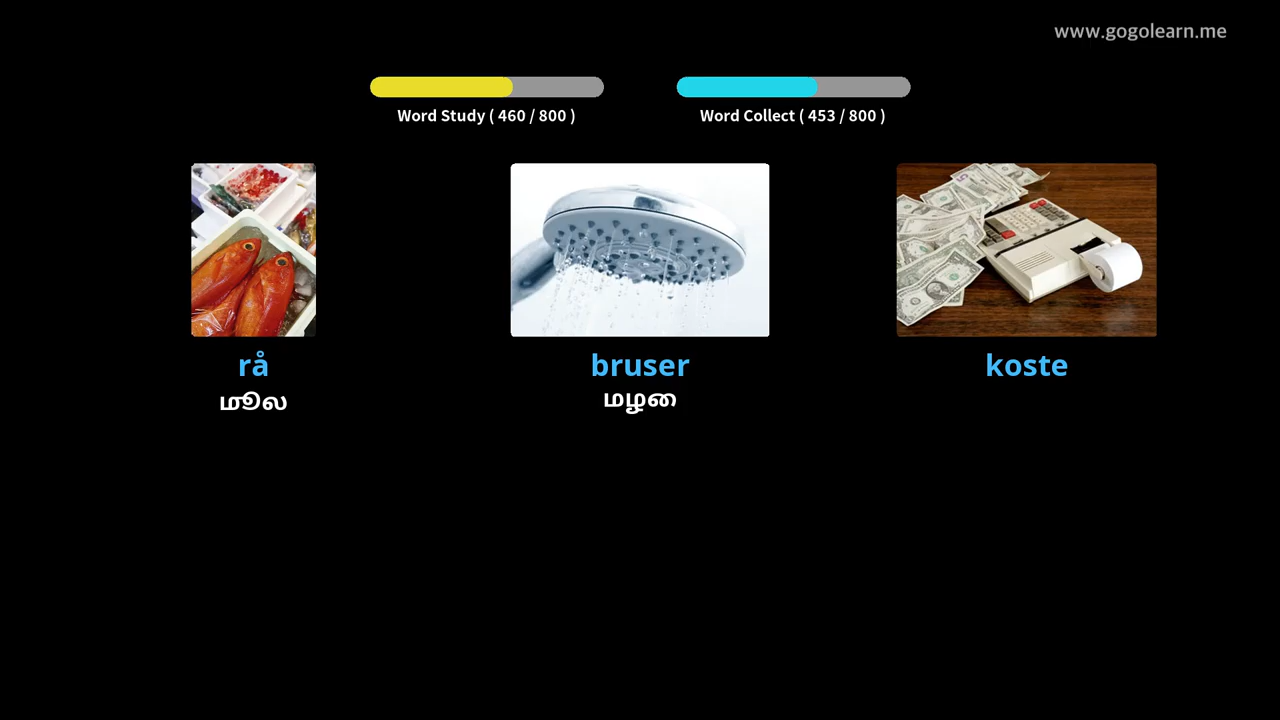 www.gogolearn.me
Word Study ( 460 / 800 )
Word Collect ( 453 / 800 )
rå
bruser
koste
மூல
மழை